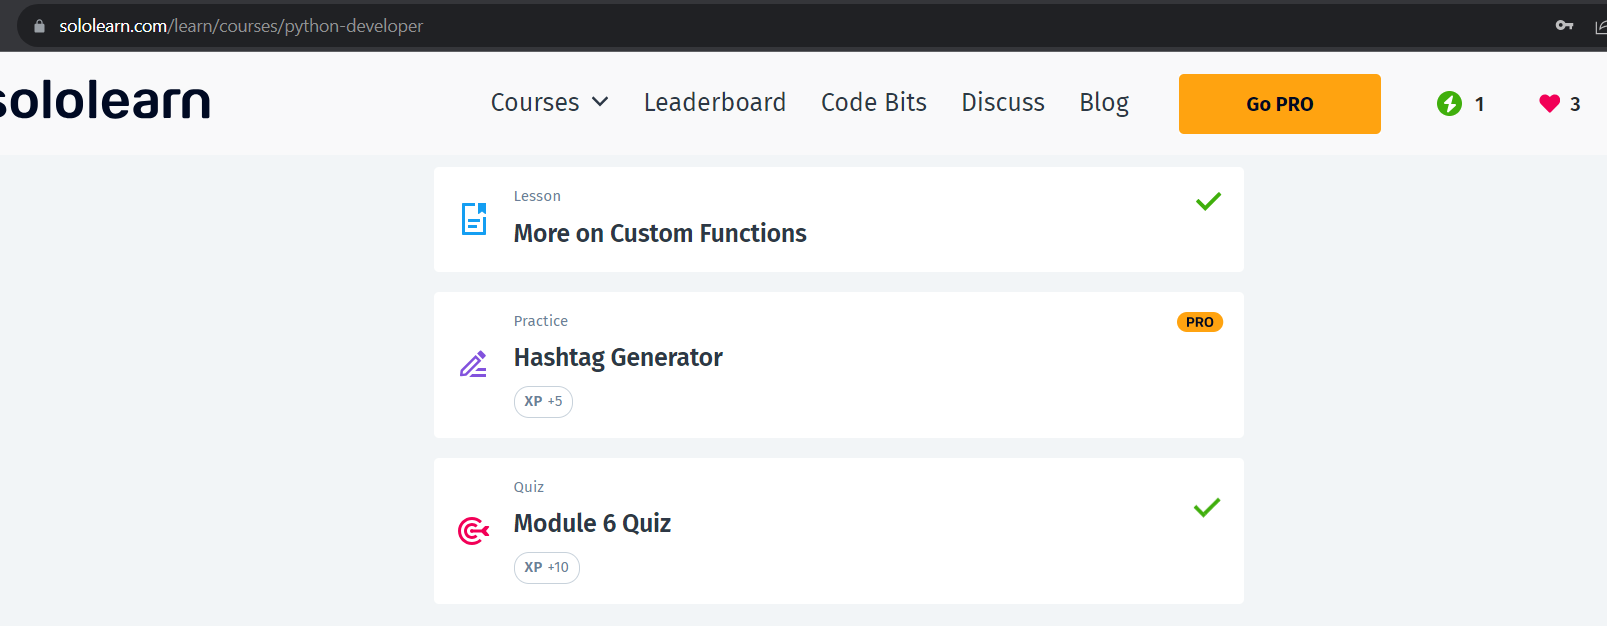 sololearn.com/learn/courses/python-developer
sololearn Courses Leaderboard Code Bits Discuss Blog Go PRO 1 3
Lesson
More on Custom Functions
Practice
PRO
Hashtag Generator
XP +5
Quiz
Module 6 Quiz
XP +10